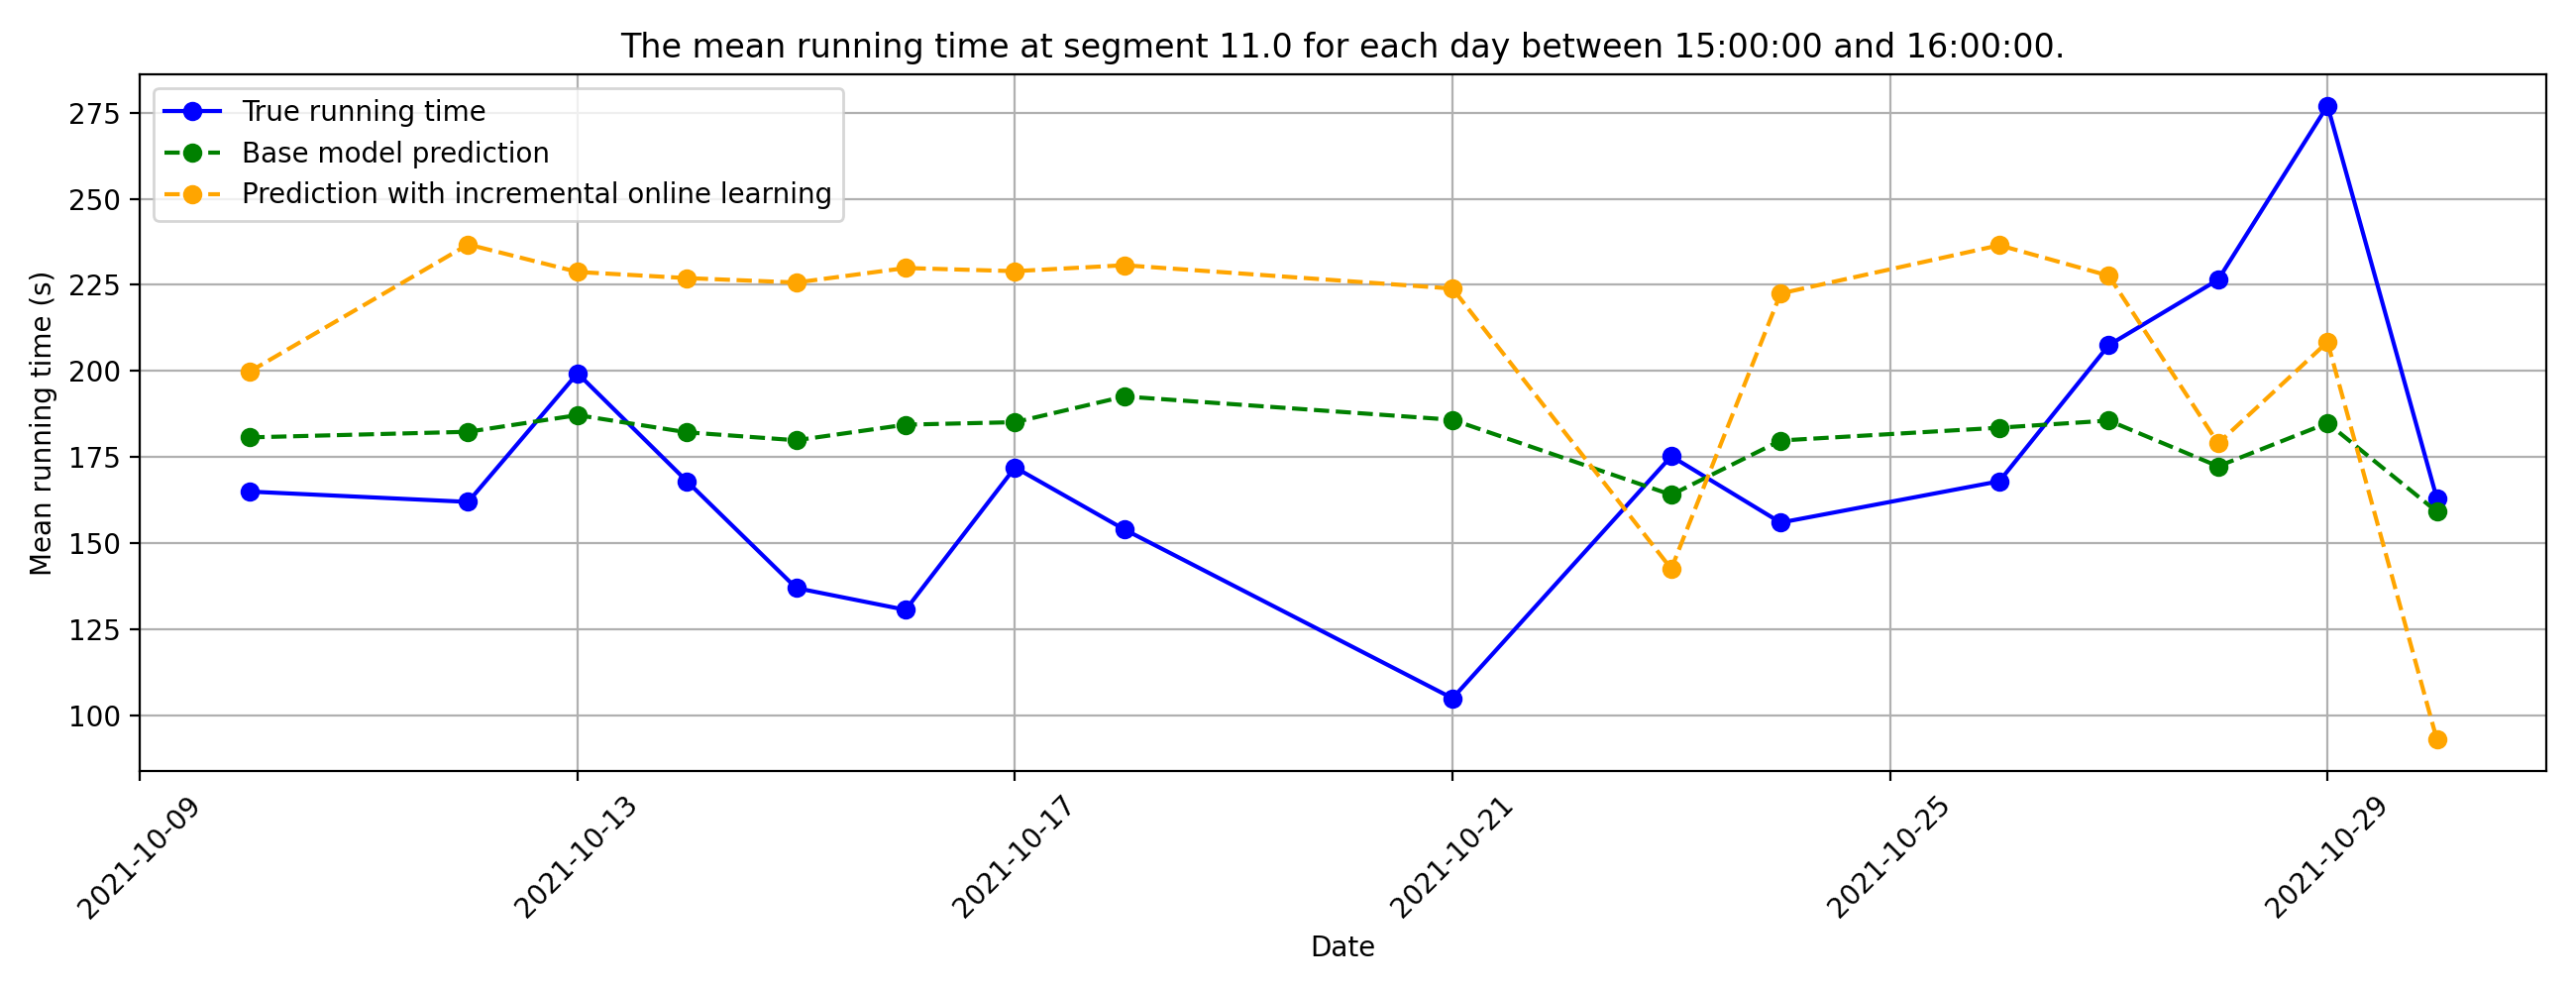 The mean running time at segment 11.0 for each day between 15:00:00 and 16:00:00.
True running time
Base model prediction
Prediction with incremental online learning
Mean running time (s)
275
250
225
200
175
150
125
100
2021-10-09
2021-10-13
2021-10-17
2021-10-21
2021-10-25
2021-10-29
Date